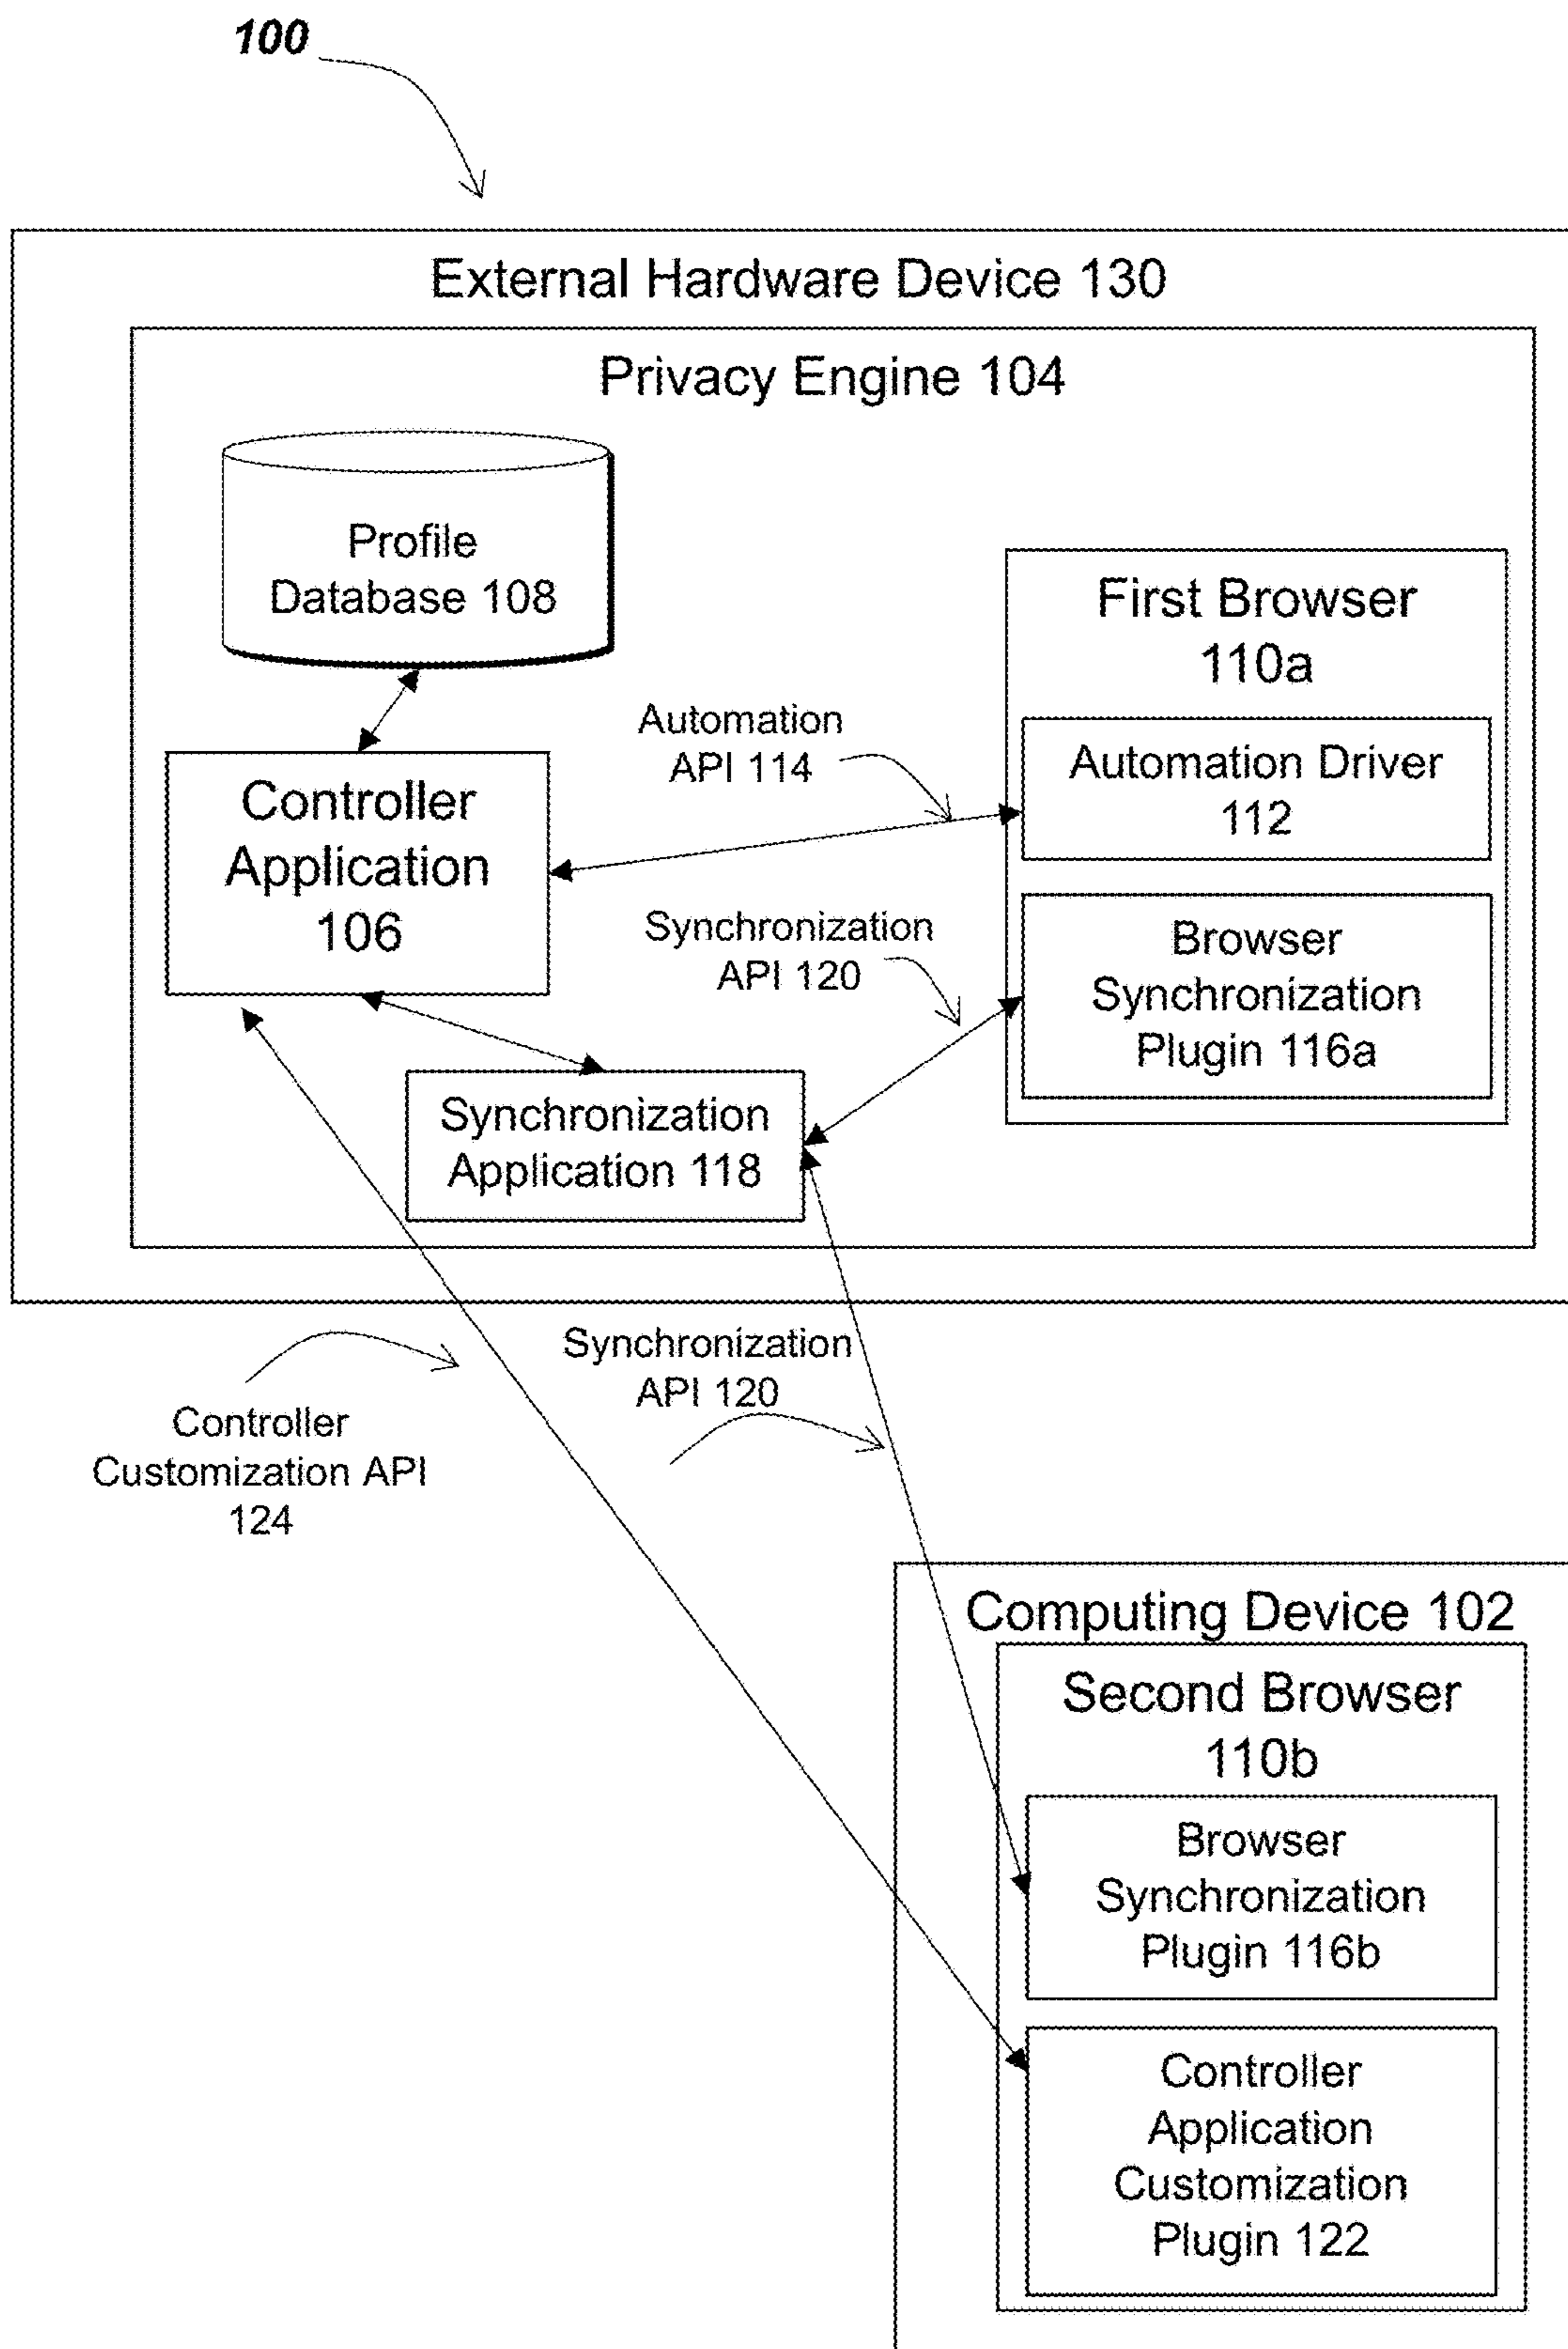 100
External Hardware Device 130
Privacy Engine 104
Profile
Database 108
First Browser
110a
Automation
API 114
Automation Driver
112
Controller
Application
106
Synchronization
API 120
Browser
Synchronization
Plugin 116a
Synchronization
Application 118
Synchronization
API 120
Controller
Customization API
124
Computing Device 102
Second Browser
110b
Browser
Synchronization
Plugin 116b
Controller
Application
Customization
Plugin 122